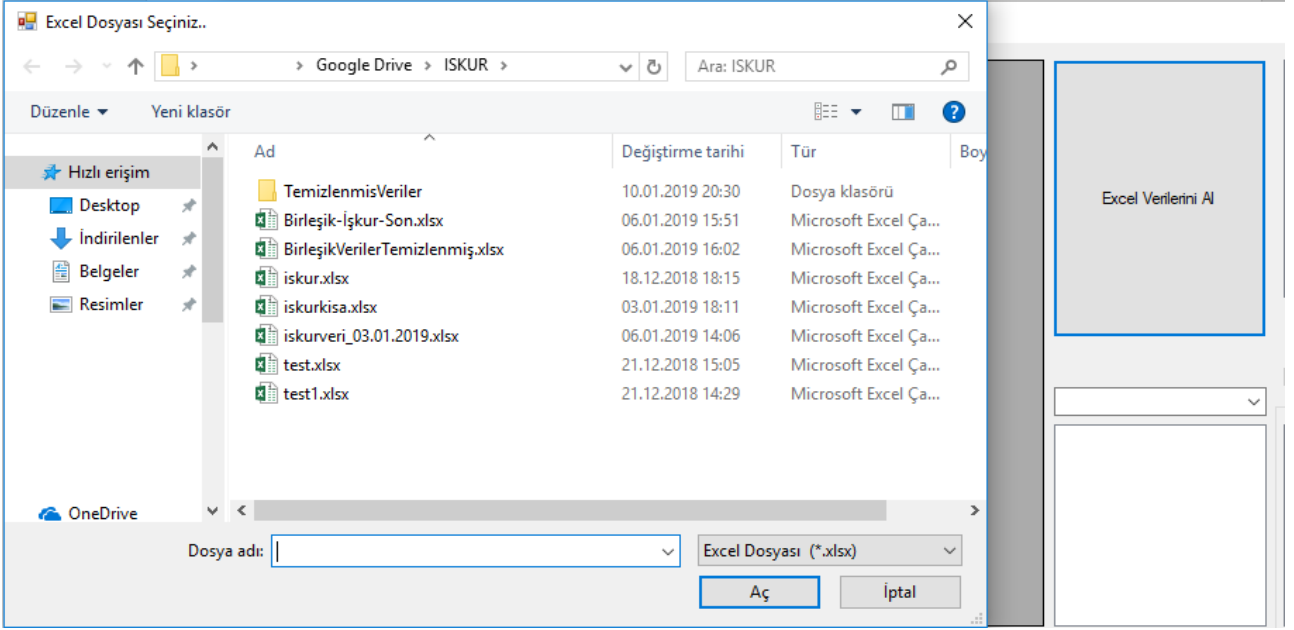 Excel Dosyası Seçiniz..
Google Drive > ISKUR >
Ara: ISKUR
Düzenle Yeni klasör
Ad Değiştirme tarihi Tür Boy
Hızlı erişim
Desktop
İndirilenler
Belgeler
Resimler
OneDrive
TemizlenmisVeriler 10.01.2019 20:30 Dosya klasörü
Birleşik-İşkur-Son.xlsx 06.01.2019 15:51 Microsoft Excel Ça...
BirleşikVerilerTemizlenmiş.xlsx 06.01.2019 16:02 Microsoft Excel Ça...
iskur.xlsx 18.12.2018 18:15 Microsoft Excel Ça...
iskurkisa.xlsx 03.01.2019 18:11 Microsoft Excel Ça...
iskurveri_03.01.2019.xlsx 06.01.2019 14:06 Microsoft Excel Ça...
test.xlsx 21.12.2018 15:05 Microsoft Excel Ça...
test1.xlsx 21.12.2018 14:29 Microsoft Excel Ça...
Dosya adı: Excel Dosyası (*.xlsx)
Aç İptal
Excel Verilerini Al